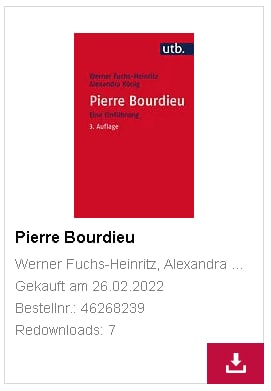 utb.
Werner Fuchs-Heinritz
Alexandra König
Pierre Bourdieu
Eine Einführung
3. Auflage
Pierre Bourdieu
Werner Fuchs-Heinritz, Alexandra ...
Gekauft am 26.02.2022
Bestellnr.: 46268239
Redownloads: 7